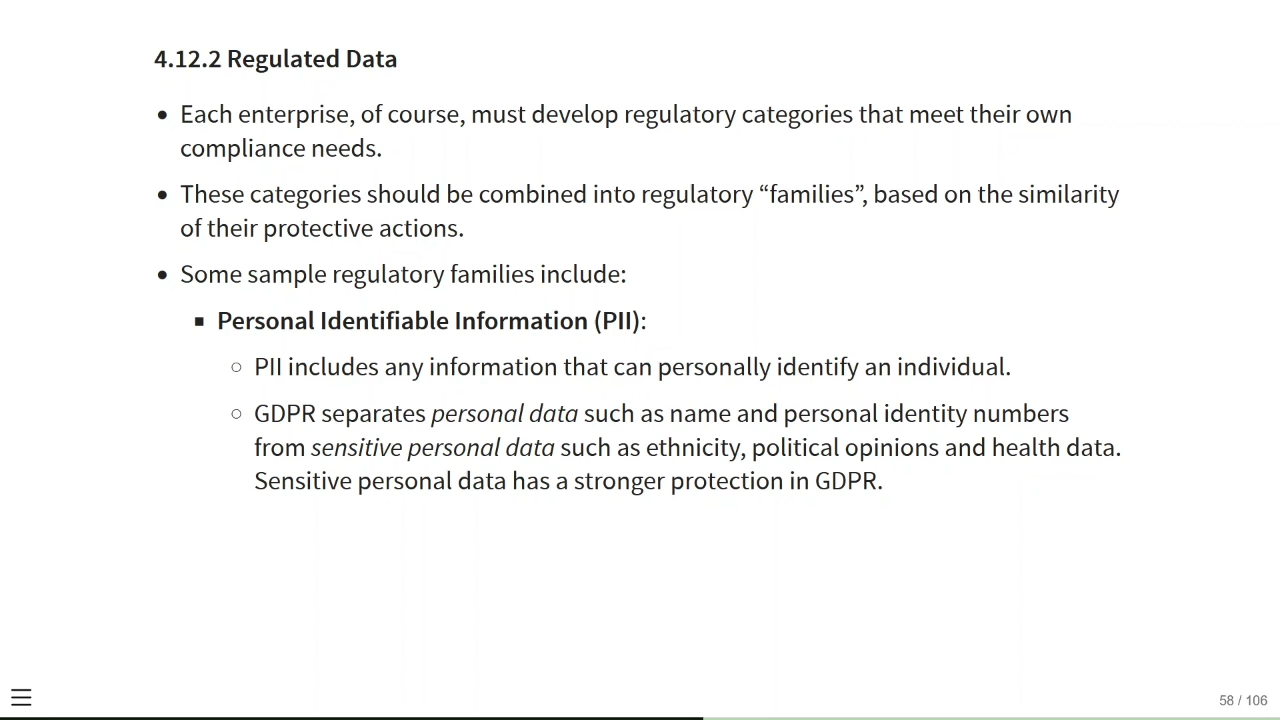 4.12.2 Regulated Data
• Each enterprise, of course, must develop regulatory categories that meet their own
compliance needs.
• These categories should be combined into regulatory “families”, based on the similarity
of their protective actions.
• Some sample regulatory families include:
▪ Personal Identifiable Information (PII):
○ PII includes any information that can personally identify an individual.
○ GDPR separates personal data such as name and personal identity numbers
from sensitive personal data such as ethnicity, political opinions and health data.
Sensitive personal data has a stronger protection in GDPR.
58 / 106